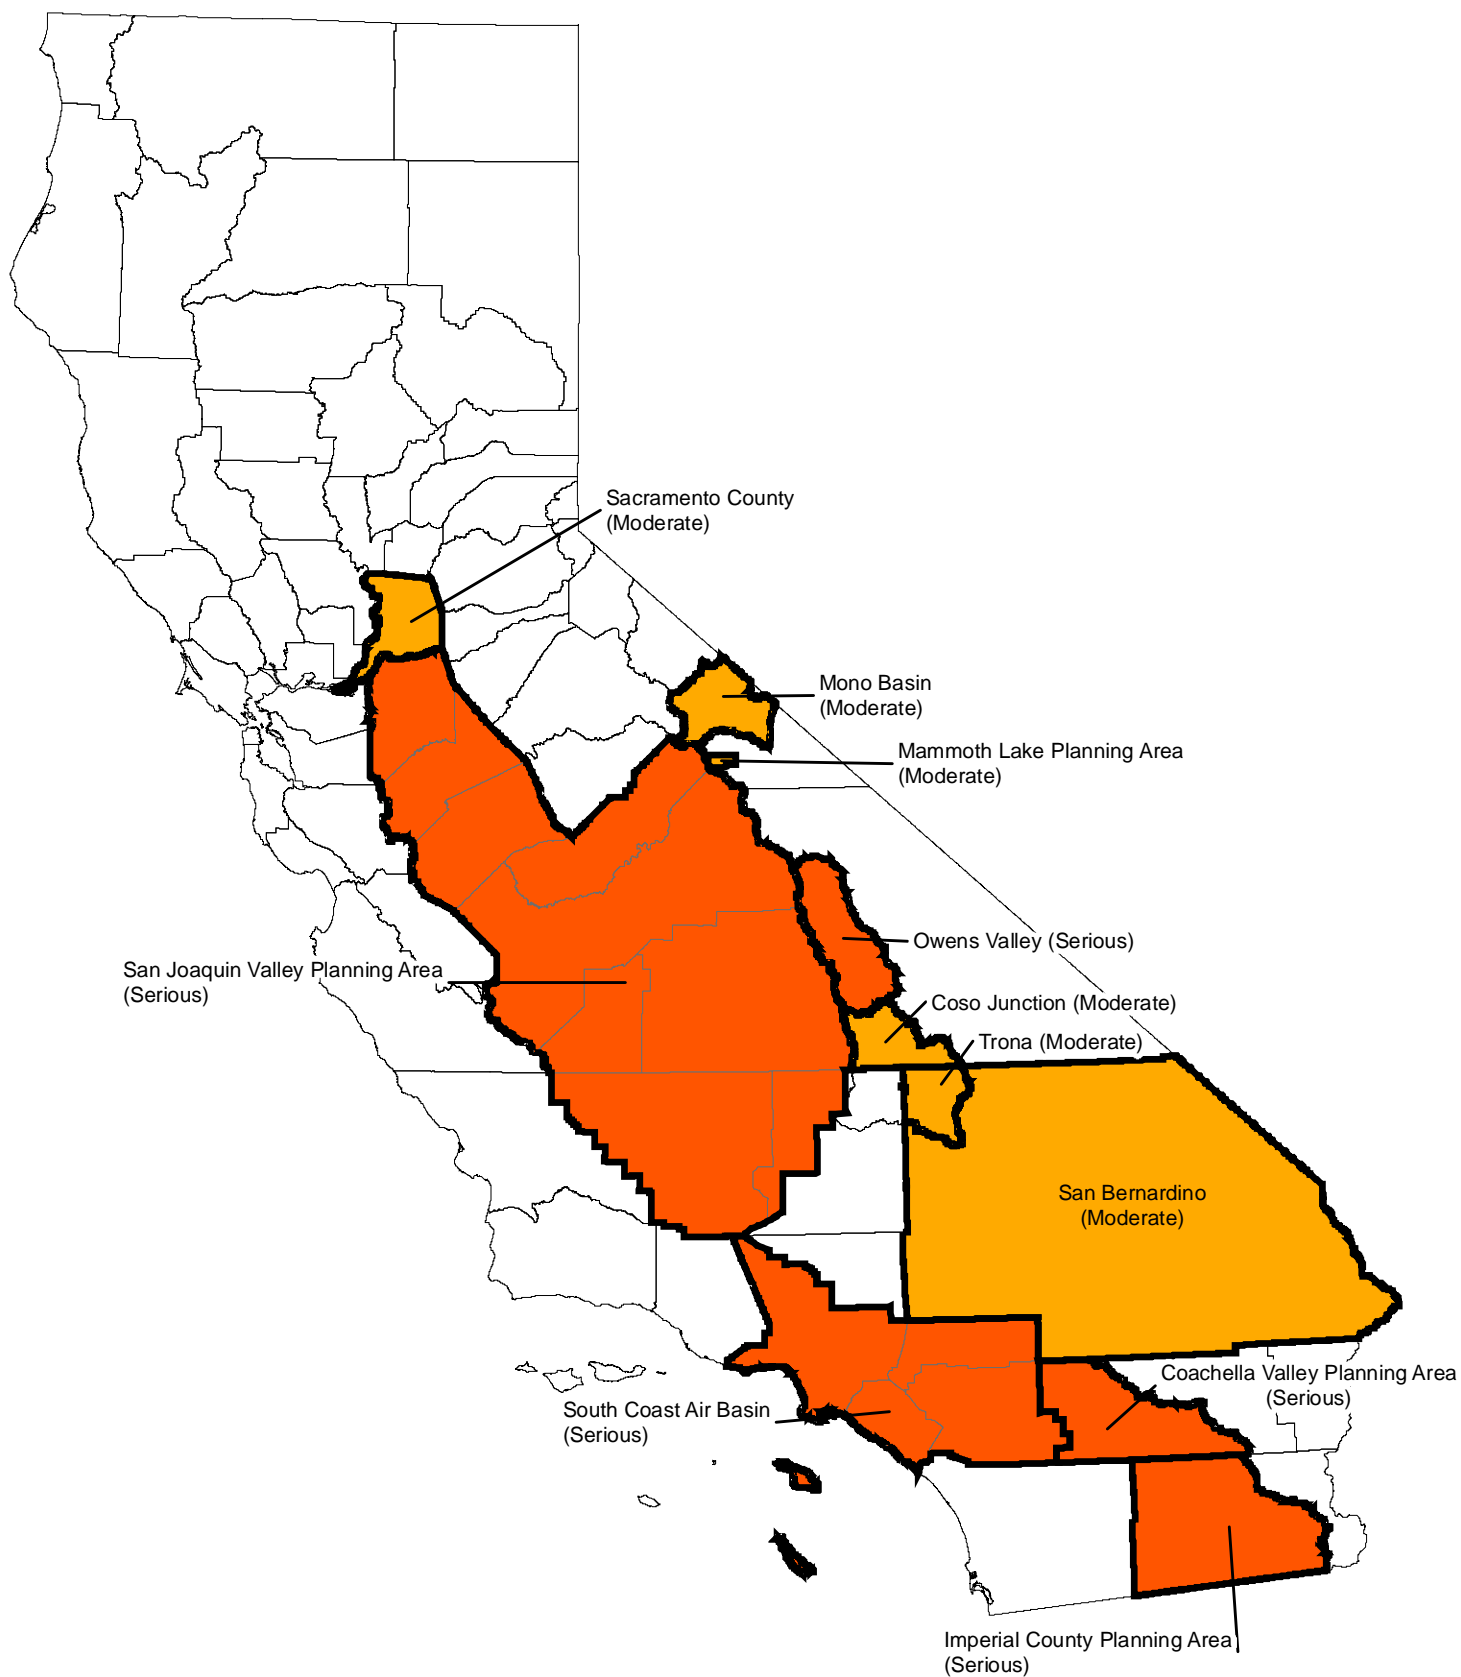 Sacramento County
(Moderate)
Mono Basin
(Moderate)
Mammoth Lake Planning Area
(Moderate)
Owens Valley (Serious)
San Joaquin Valley Planning Area
(Serious)
Coso Junction (Moderate)
Trona (Moderate)
San Bernardino
(Moderate)
Coachella Valley Planning Area
(Serious)
South Coast Air Basin
(Serious)
Imperial County Planning Area
(Serious)